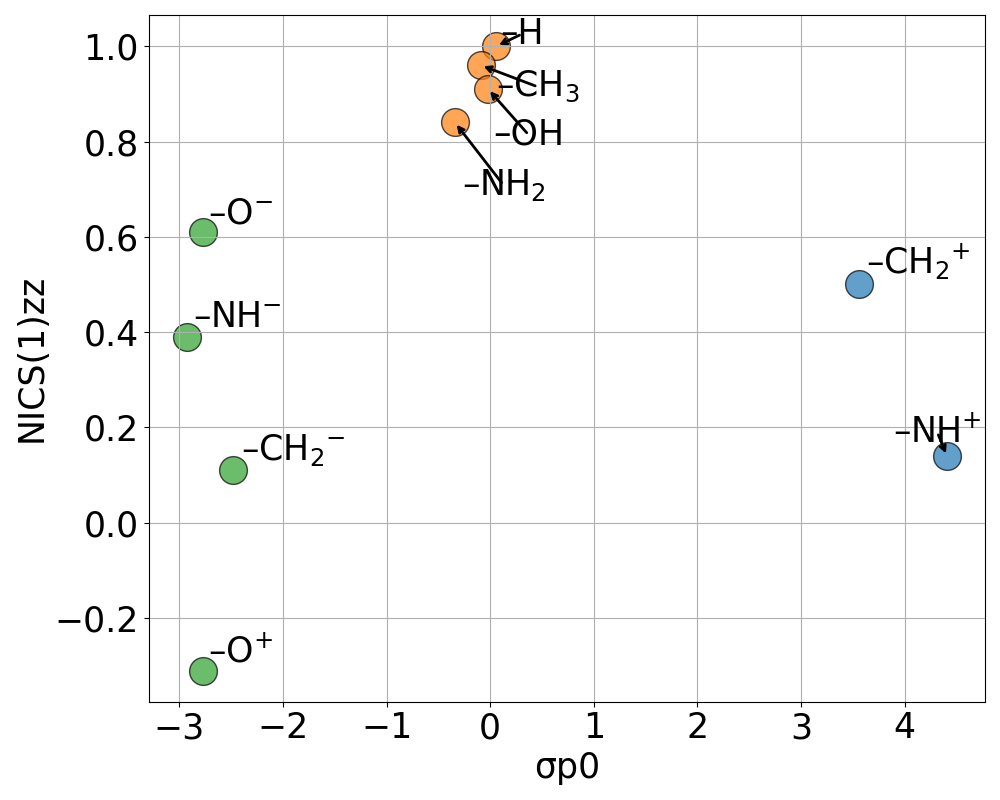 1.0
0.8
0.6
0.4
0.2
0.0
−0.2
NICS(1)zz
–H
–CH₃
–OH
–NH₂
–O⁻
–NH⁻
–CH₂⁻
–O⁺
–CH₂⁺
–NH⁺
−3 −2 −1 0 1 2 3 4
σp0